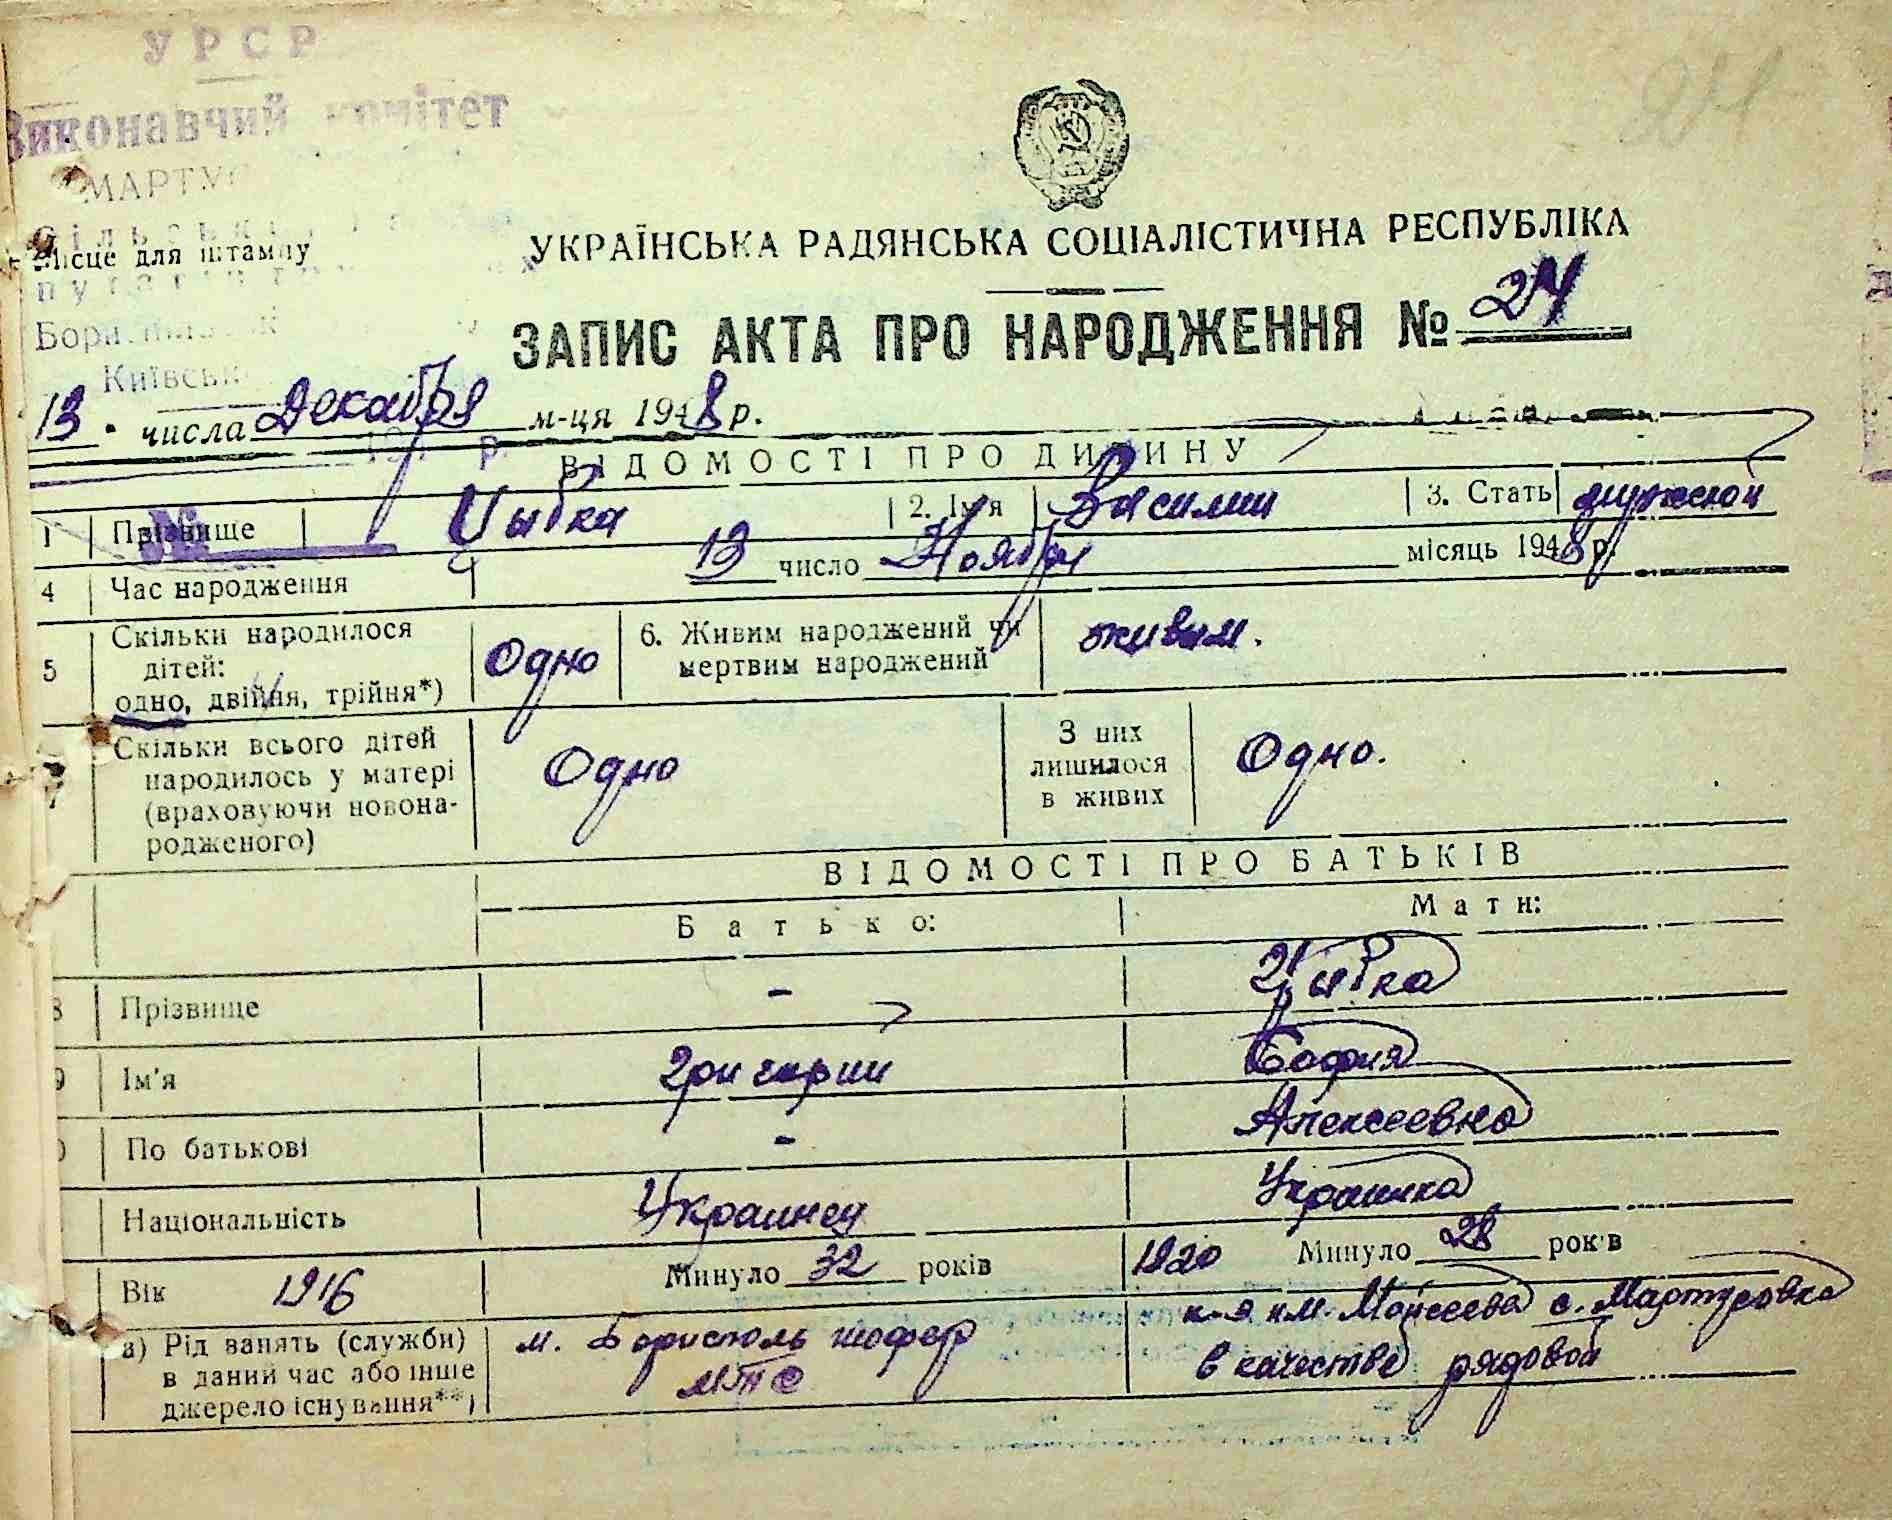 УРСР
Виконавчий комітет
МАРТУС
Місце для штампу
Київськ
УКРАЇНСЬКА РАДЯНСЬКА СОЦІАЛІСТИЧНА РЕСПУБЛІКА
ЗАПИС АКТА ПРО НАРОДЖЕННЯ № 24
13 числа Декабря м-ця 1948 р.
ВІДОМОСТІ ПРО ДИТИНУ
1 Прізвище Цыбка 2. Ім'я Василий 3. Стать мужской
4 Час народження 13 число Ноября місяць 1948 р.
5 Скільки народилося дітей: одно, двійня, трійня*) Одно 6. Живим народжений чи мертвим народжений живым.
7 Скільки всього дітей народилось у матері (враховуючи новонародженого) Одно З них лишилося в живих Одно.
ВІДОМОСТІ ПРО БАТЬКІВ
Батько: Мати:
8 Прізвище - Цыбка
9 Ім'я Григорий София
По батькові - Алексеевна
Національність Украинец Украинка
Вік 1916 Минуло 32 років 1920 Минуло 28 років
а) Рід занять (служби) в даний час або інше джерело існування**) м. Борисполь шофер МТС к-з им. Мойсеева с. Мартусовка в качестве рядовой